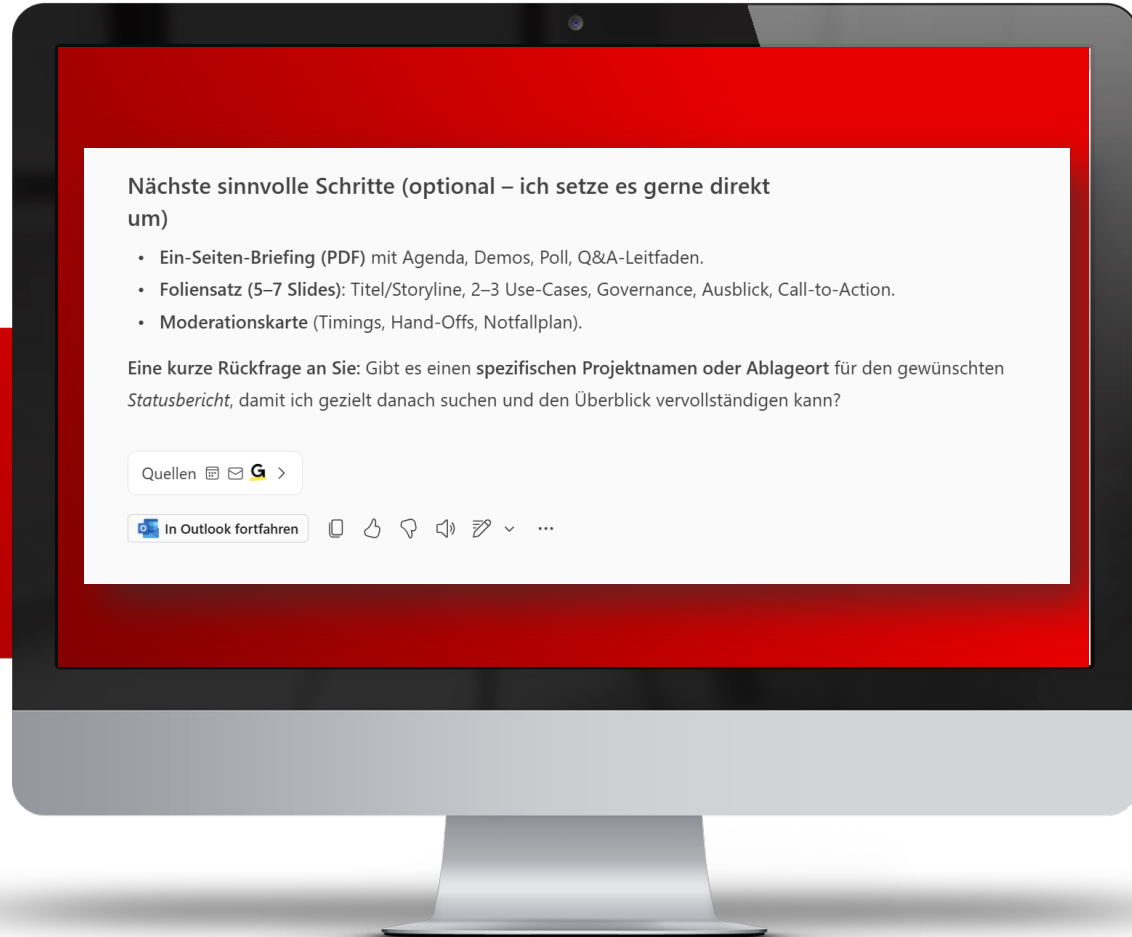 Nächste sinnvolle Schritte (optional – ich setze es gerne direkt
um)
• Ein-Seiten-Briefing (PDF) mit Agenda, Demos, Poll, Q&A-Leitfaden.
• Foliensatz (5–7 Slides): Titel/Storyline, 2–3 Use-Cases, Governance, Ausblick, Call-to-Action.
• Moderationskarte (Timings, Hand-Offs, Notfallplan).
Eine kurze Rückfrage an Sie: Gibt es einen spezifischen Projektnamen oder Ablageort für den gewünschten
Statusbericht, damit ich gezielt danach suchen und den Überblick vervollständigen kann?
Quellen G
In Outlook fortfahren